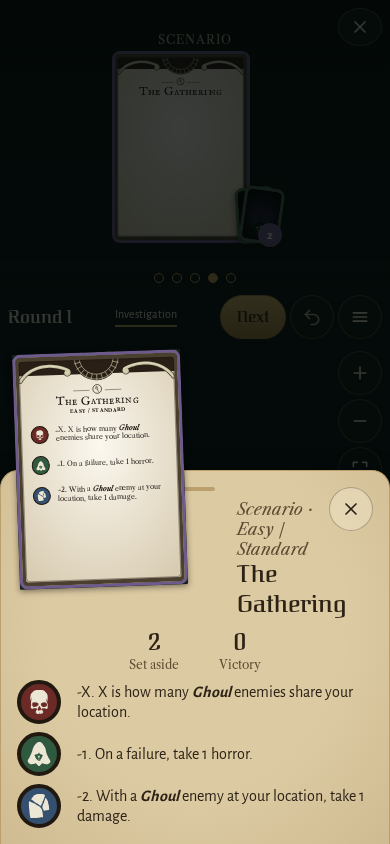 SCENARIO
The Gathering
2
Round 1
Investigation
Next
The Gathering
EASY / STANDARD
-X. X is how many Ghoul
enemies share your location.
-1. On a failure, take 1 horror.
-2. With a Ghoul enemy at your
location, take 1 damage.
Scenario ·
Easy /
Standard
The
Gathering
2
Set aside
0
Victory
-X. X is how many Ghoul enemies share your
location.
-1. On a failure, take 1 horror.
-2. With a Ghoul enemy at your location, take 1
damage.